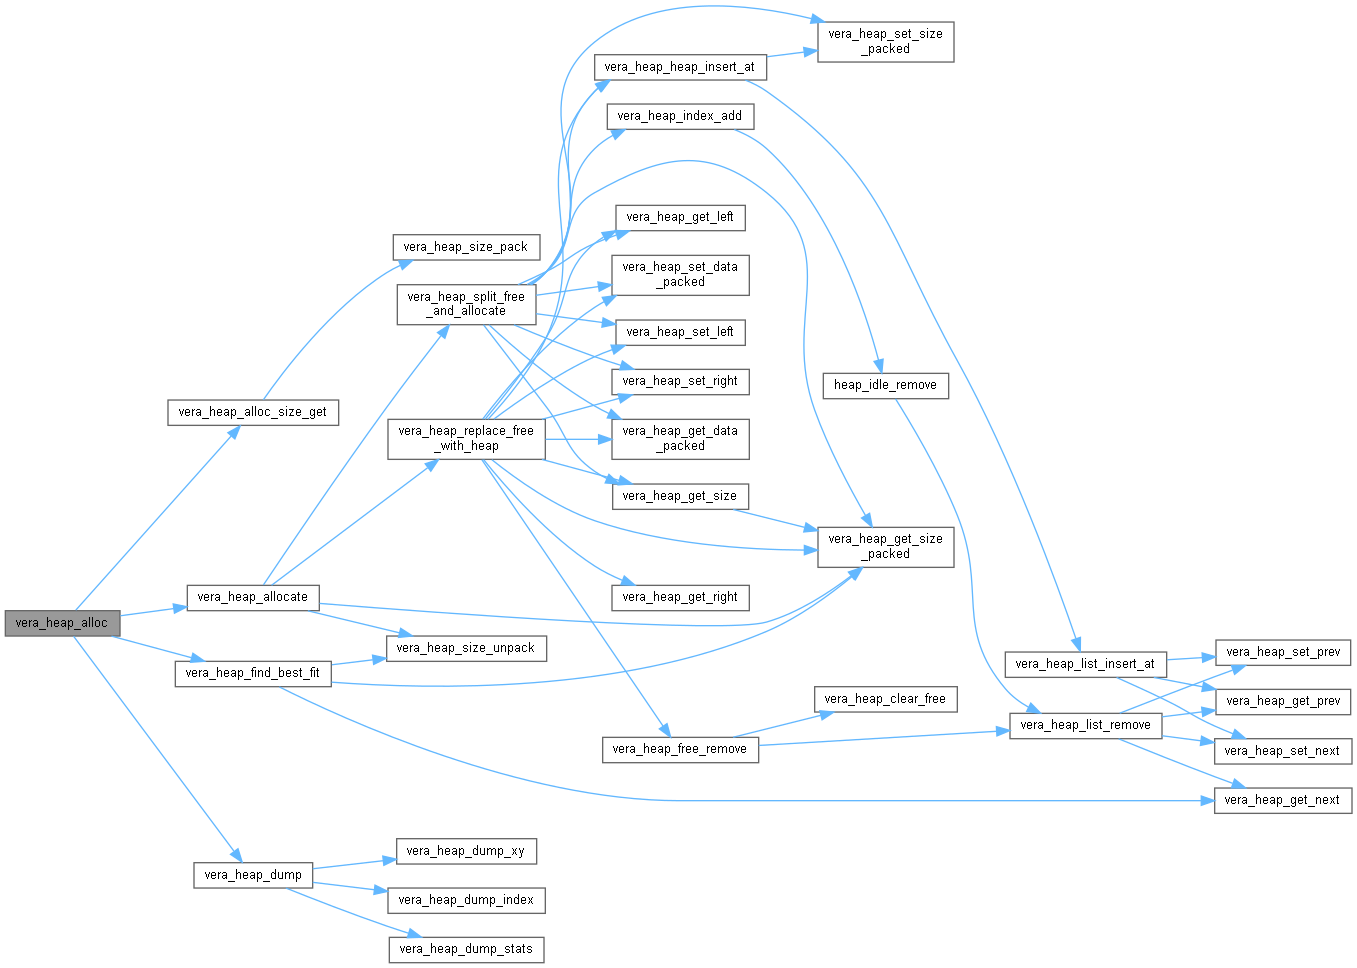 vera_heap_set_size
_packed
vera_heap_heap_insert_at
vera_heap_index_add
vera_heap_get_left
vera_heap_size_pack
vera_heap_set_data
_packed
vera_heap_split_free
_and_allocate
vera_heap_set_left
vera_heap_set_right
heap_idle_remove
vera_heap_alloc_size_get
vera_heap_replace_free
_with_heap
vera_heap_get_data
_packed
vera_heap_get_size
vera_heap_get_size
_packed
vera_heap_allocate
vera_heap_get_right
vera_heap_alloc
vera_heap_size_unpack
vera_heap_set_prev
vera_heap_list_insert_at
vera_heap_find_best_fit
vera_heap_clear_free
vera_heap_get_prev
vera_heap_list_remove
vera_heap_free_remove
vera_heap_set_next
vera_heap_get_next
vera_heap_dump_xy
vera_heap_dump
vera_heap_dump_index
vera_heap_dump_stats